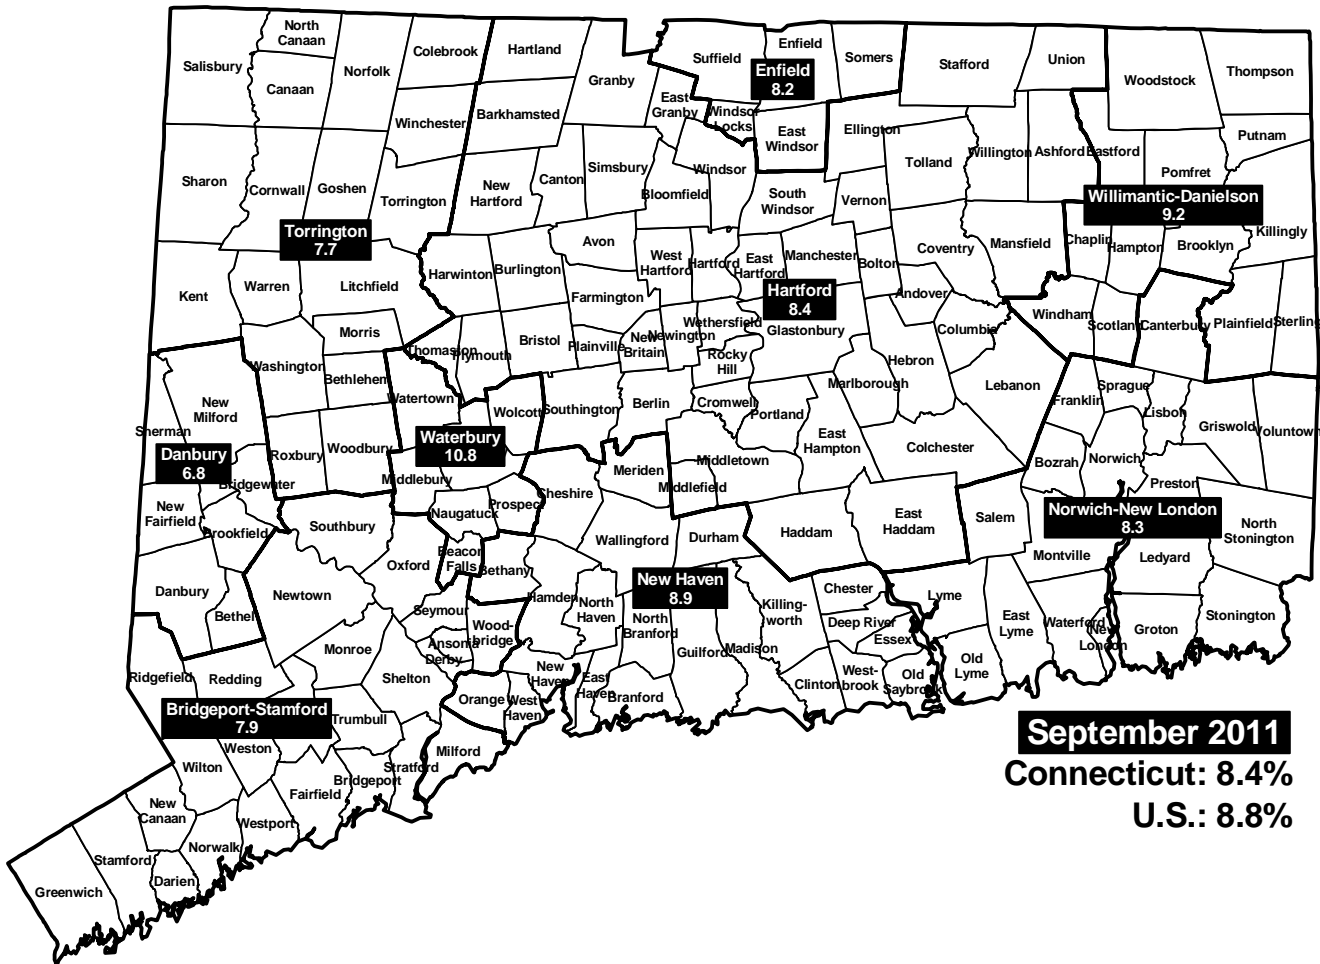 North
Canaan
Colebrook
Hartland
Suffield
Enfield
Somers
Stafford
Union
Woodstock
Thompson
Salisbury
Norfolk
Canaan
Granby
Enfield
8.2
East
Granby
Windsor
Locks
Winchester
Barkhamsted
East
Windsor
Ellington
Tolland
Willington
Ashford
Eastford
Putnam
Pomfret
Sharon
Cornwall
Goshen
Torrington
New
Hartford
Canton
Simsbury
Bloomfield
Windsor
South
Windsor
Vernon
Willimantic-Danielson
9.2
Torrington
7.7
Avon
West
Hartford
Hartford
East
Hartford
Manchester
Bolton
Coventry
Mansfield
Chaplin
Hampton
Brooklyn
Killingly
Kent
Warren
Litchfield
Harwinton
Burlington
Farmington
Hartford
8.4
Andover
Columbia
Windham
Scotland
Canterbury
Plainfield
Sterling
Morris
Thomaston
Plymouth
Bristol
Plainville
New
Britain
Newington
Wethersfield
Glastonbury
Rocky
Hill
Hebron
Marlborough
Lebanon
Washington
Bethlehem
Watertown
Wolcott
Southington
Berlin
Cromwell
Portland
East
Hampton
Colchester
Franklin
Sprague
Lisbon
Griswold
Voluntown
New
Milford
Sherman
Danbury
6.8
Bridgewater
Roxbury
Woodbury
Waterbury
10.8
Middlebury
Naugatuck
Prospect
Cheshire
Meriden
Middletown
Middlefield
Bozrah
Norwich
Preston
Norwich-New London
8.3
North
Stonington
New
Fairfield
Brookfield
Southbury
Oxford
Beacon
Falls
Bethany
Wallingford
Durham
Haddam
East
Haddam
Salem
Montville
Ledyard
Danbury
Bethel
Newtown
Seymour
Wood-
bridge
Hamden
North
Haven
New Haven
8.9
North
Branford
Guilford
Madison
Killing-
worth
Chester
Deep River
Essex
Lyme
East
Lyme
Waterford
New
London
Groton
Stonington
Ridgefield
Redding
Monroe
Ansonia
Derby
Shelton
Orange
New
Haven
West
Haven
East
Haven
Branford
Clinton
West-
brook
Old
Saybrook
Old
Lyme
Bridgeport-Stamford
7.9
Trumbull
Weston
Wilton
Fairfield
Bridgeport
Stratford
Milford
New
Canaan
Westport
Norwalk
Stamford
Darien
Greenwich
September 2011
Connecticut: 8.4%
U.S.: 8.8%